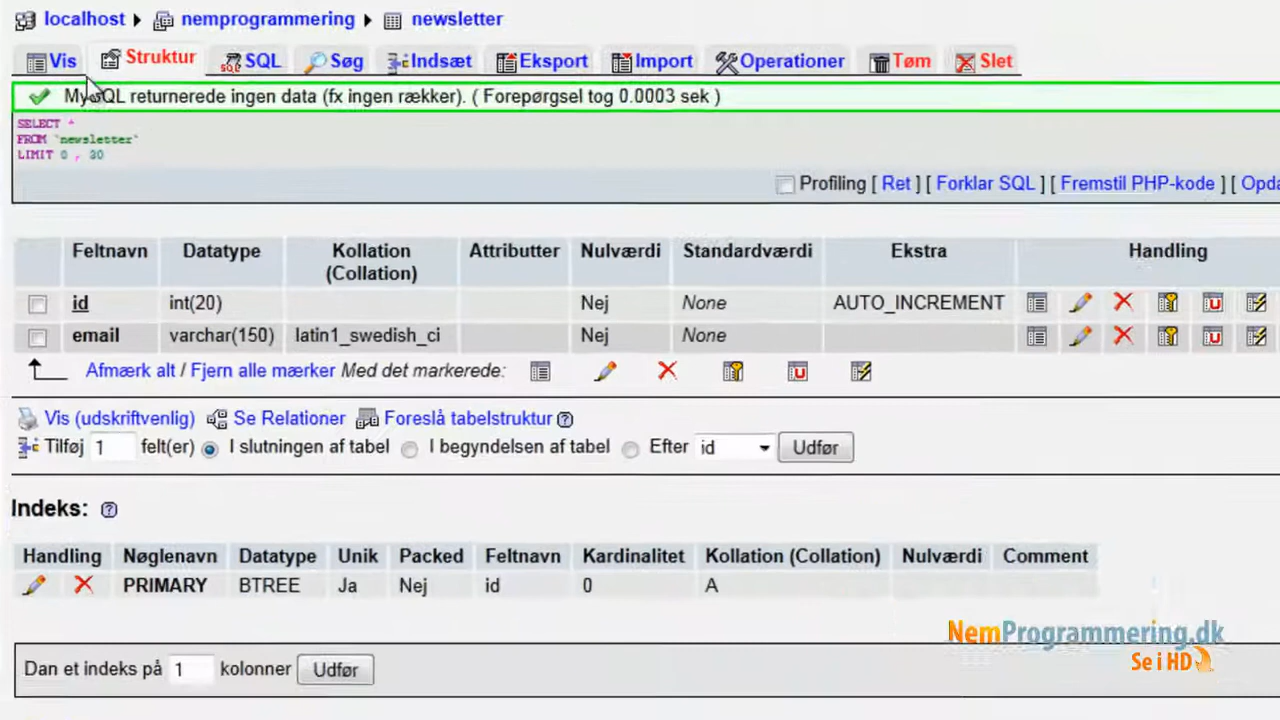 localhost nemprogrammering newsletter
Vis Struktur SQL Søg Indsæt Eksport Import Operationer Tøm Slet
MySQL returnerede ingen data (fx ingen rækker). ( Forepørgsel tog 0.0003 sek )
SELECT *
FROM `newsletter`
LIMIT 0 , 30
Profiling [ Ret ] [ Forklar SQL ] [ Fremstil PHP-kode ] [ Opda
Feltnavn Datatype Kollation (Collation) Attributter Nulværdi Standardværdi Ekstra Handling
id int(20) Nej None AUTO_INCREMENT
email varchar(150) latin1_swedish_ci Nej None
Afmærk alt / Fjern alle mærker Med det markerede:
Vis (udskriftvenlig) Se Relationer Foreslå tabelstruktur
Tilføj 1 felt(er) I slutningen af tabel I begyndelsen af tabel Efter id Udfør
Indeks:
Handling Nøglenavn Datatype Unik Packed Feltnavn Kardinalitet Kollation (Collation) Nulværdi Comment
PRIMARY BTREE Ja Nej id 0 A
NemProgrammering.dk
Se i HD
Dan et indeks på 1 kolonner Udfør